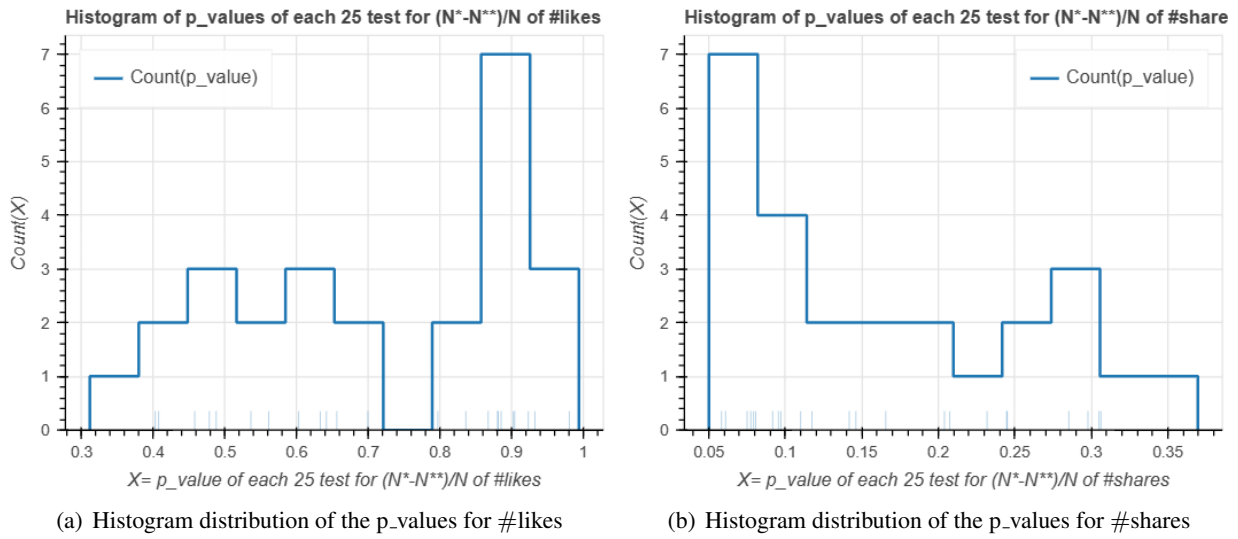 Histogram of p_values of each 25 test for (N*-N**)/N of #likes
7
6
5
4
3
2
1
0
Count(X)
Count(p_value)
0.3 0.4 0.5 0.6 0.7 0.8 0.9 1
X= p_value of each 25 test for (N*-N**)/N of #likes
(a) Histogram distribution of the p_values for #likes
Histogram of p_values of each 25 test for (N*-N**)/N of #share
7
6
5
4
3
2
1
0
Count(X)
Count(p_value)
0.05 0.1 0.15 0.2 0.25 0.3 0.35
X= p_value of each 25 test for (N*-N**)/N of #shares
(b) Histogram distribution of the p_values for #shares